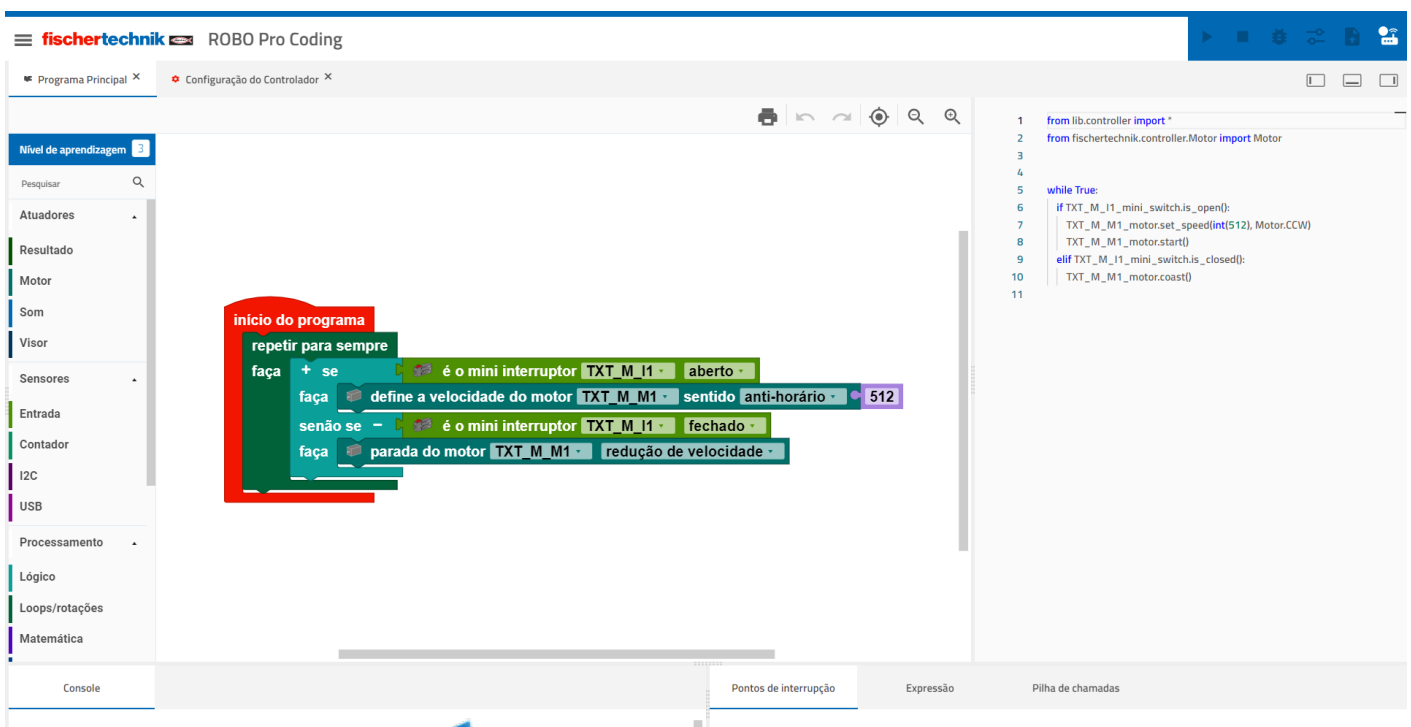 fischertechnik ROBO Pro Coding
Programa Principal
Configuração do Controlador
Nível de aprendizagem 3
Pesquisar
Atuadores
Resultado
Motor
Som
Visor
Sensores
Entrada
Contador
I2C
USB
Processamento
Lógico
Loops/rotações
Matemática
início do programa
repetir para sempre
faça + se é o mini interruptor TXT_M_I1 aberto
faça define a velocidade do motor TXT_M_M1 sentido anti-horário 512
senão se − é o mini interruptor TXT_M_I1 fechado
faça parada do motor TXT_M_M1 redução de velocidade
1 from lib.controller import *
2 from fischertechnik.controller.Motor import Motor
3
4
5 while True:
6 if TXT_M_I1_mini_switch.is_open():
7 TXT_M_M1_motor.set_speed(int(512), Motor.CCW)
8 TXT_M_M1_motor.start()
9 elif TXT_M_I1_mini_switch.is_closed():
10 TXT_M_M1_motor.coast()
11
Console
Pontos de interrupção
Expressão
Pilha de chamadas